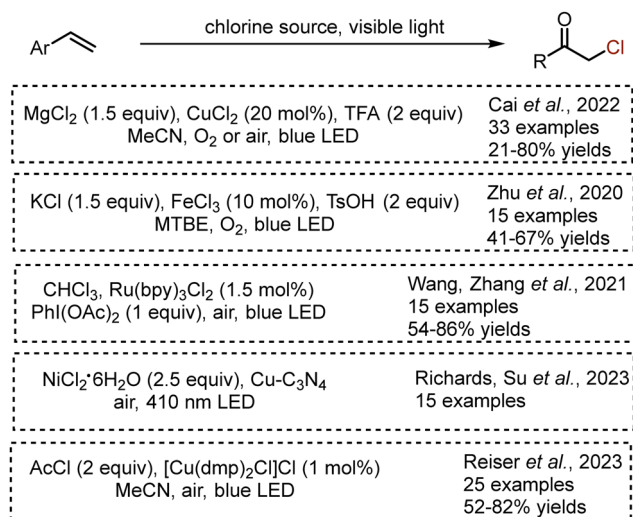 chlorine source, visible light
Ar
O
Cl
R
MgCl₂ (1.5 equiv), CuCl₂ (20 mol%), TFA (2 equiv)
MeCN, O₂ or air, blue LED
Cai et al., 2022
33 examples
21-80% yields
KCl (1.5 equiv), FeCl₃ (10 mol%), TsOH (2 equiv)
MTBE, O₂, blue LED
Zhu et al., 2020
15 examples
41-67% yields
CHCl₃, Ru(bpy)₃Cl₂ (1.5 mol%)
PhI(OAc)₂ (1 equiv), air, blue LED
Wang, Zhang et al., 2021
15 examples
54-86% yields
NiCl₂•6H₂O (2.5 equiv), Cu-C₃N₄
air, 410 nm LED
Richards, Su et al., 2023
15 examples
AcCl (2 equiv), [Cu(dmp)₂Cl]Cl (1 mol%)
MeCN, air, blue LED
Reiser et al., 2023
25 examples
52-82% yields